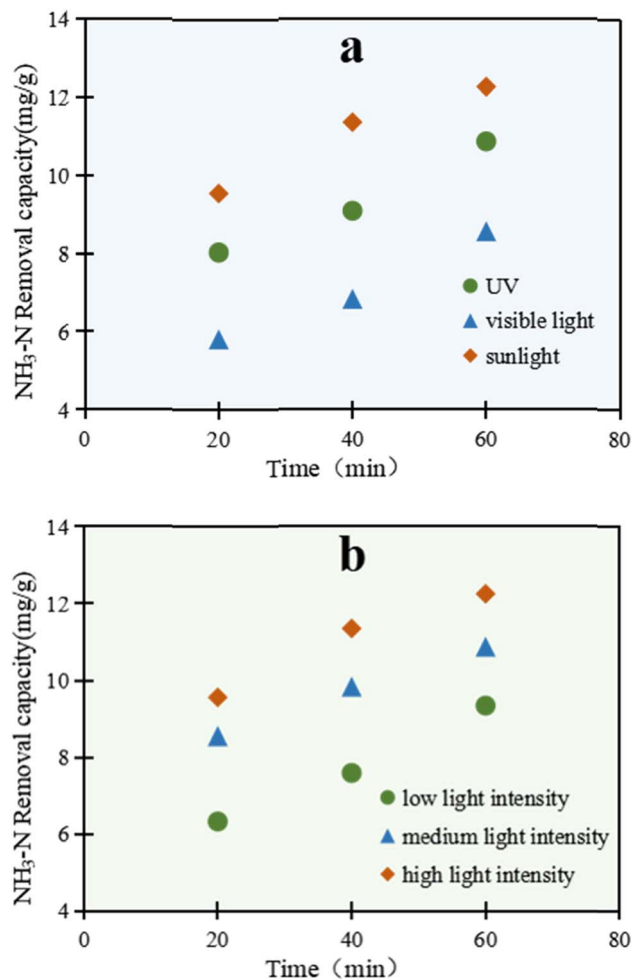 a
14
12
10
8
6
4
NH₃-N Removal capacity(mg/g)
UV
visible light
sunlight
0
20
40
60
80
Time（min）
b
14
12
10
8
6
4
NH₃-N Removal capacity(mg/g)
low light intensity
medium light intensity
high light intensity
0
20
40
60
80
Time（min）